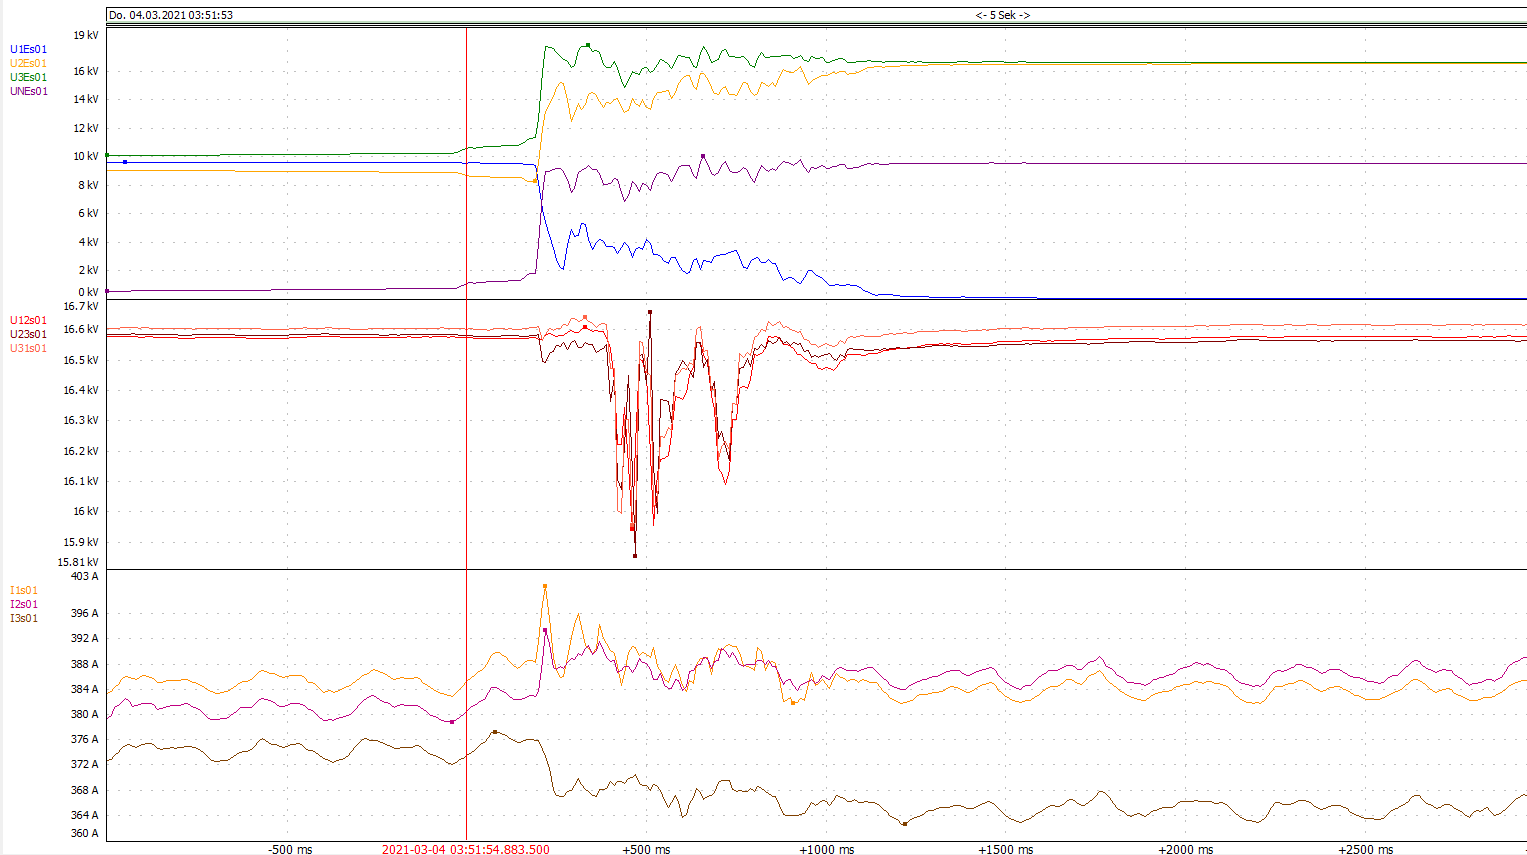 Do. 04.03.2021 03:51:53
<- 5 Sek ->
19 kV
U1Es01
U2Es01
16 kV
U3Es01
UNEs01
14 kV
12 kV
10 kV
8 kV
6 kV
4 kV
2 kV
0 kV
16.7 kV
U12s01
16.6 kV
U23s01
U31s01
16.5 kV
16.4 kV
16.3 kV
16.2 kV
16.1 kV
16 kV
15.9 kV
15.81 kV
403 A
I1s01
I2s01
396 A
I3s01
392 A
388 A
384 A
380 A
376 A
372 A
368 A
364 A
360 A
-500 ms
2021-03-04 03:51:54.883.500
+500 ms
+1000 ms
+1500 ms
+2000 ms
+2500 ms